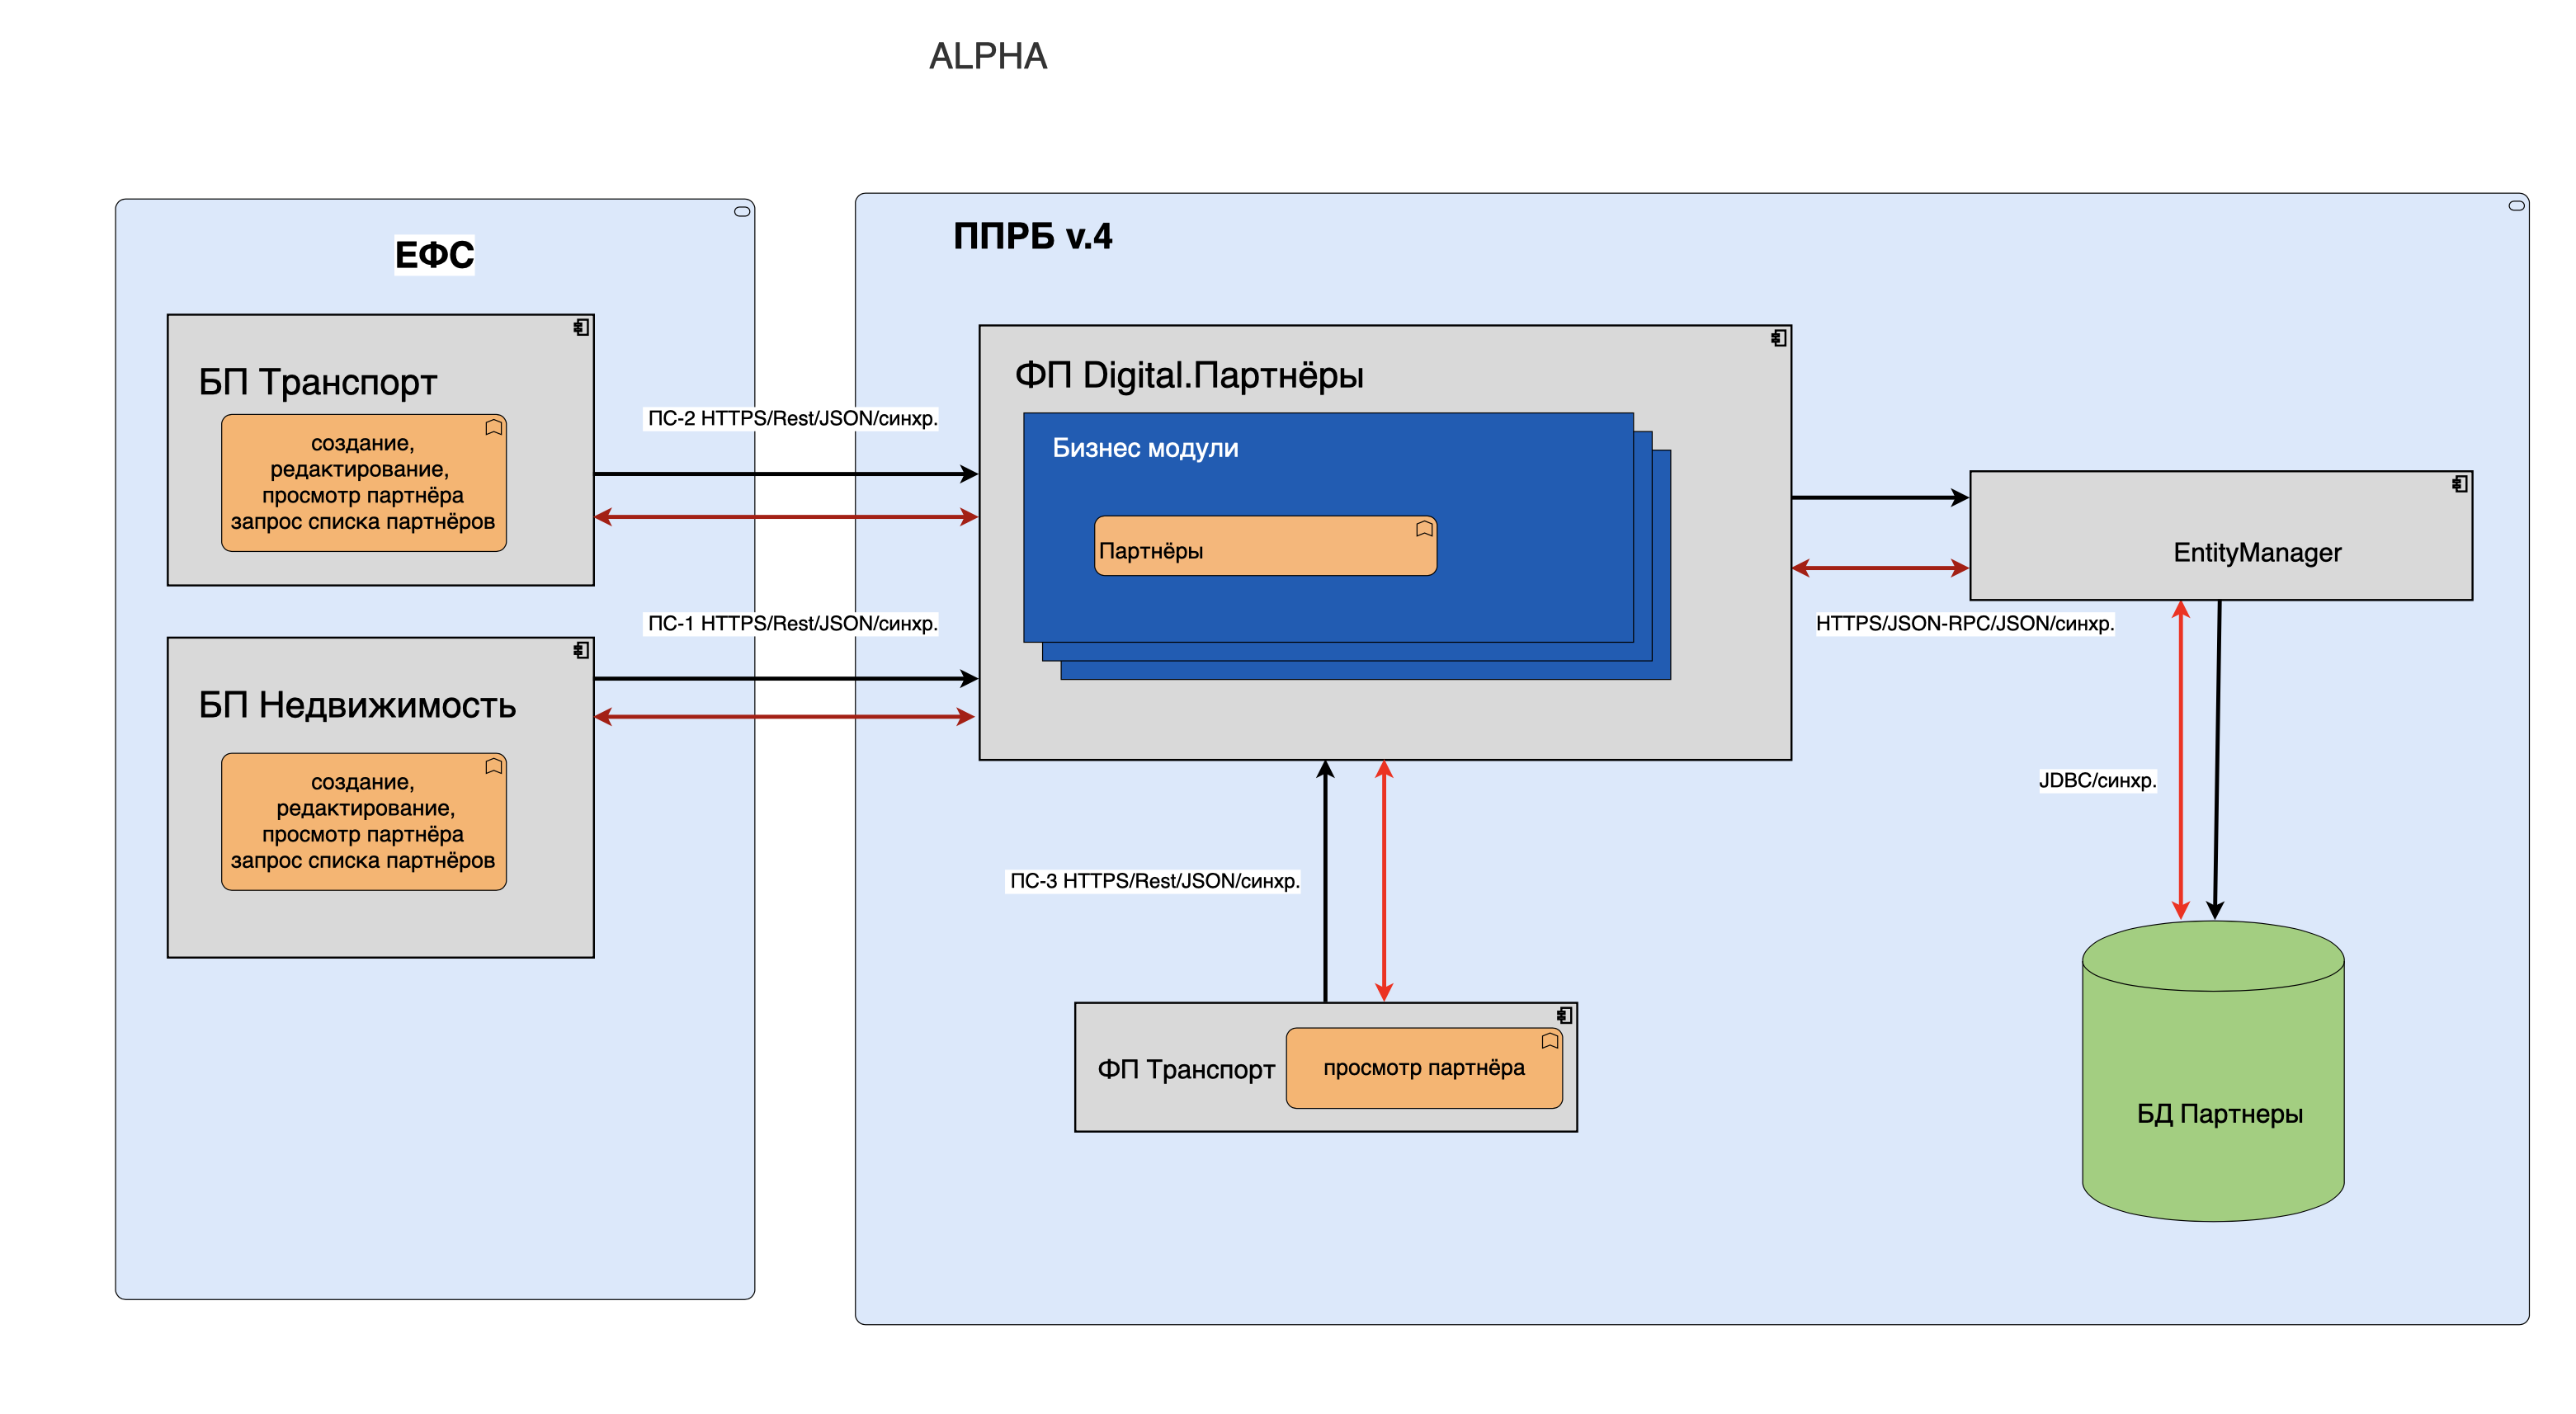 ALPHA
ЕФС
БП Транспорт
создание,
редактирование,
просмотр партнёра
запрос списка партнёров
БП Недвижимость
создание,
редактирование,
просмотр партнёра
запрос списка партнёров
ПС-2 HTTPS/Rest/JSON/синхр.
ПС-1 HTTPS/Rest/JSON/синхр.
ППРБ v.4
ФП Digital.Партнёры
Бизнес модули
Партнёры
EntityManager
HTTPS/JSON-RPC/JSON/синхр.
JDBC/синхр.
ПС-3 HTTPS/Rest/JSON/синхр.
ФП Транспорт
просмотр партнёра
БД Партнеры